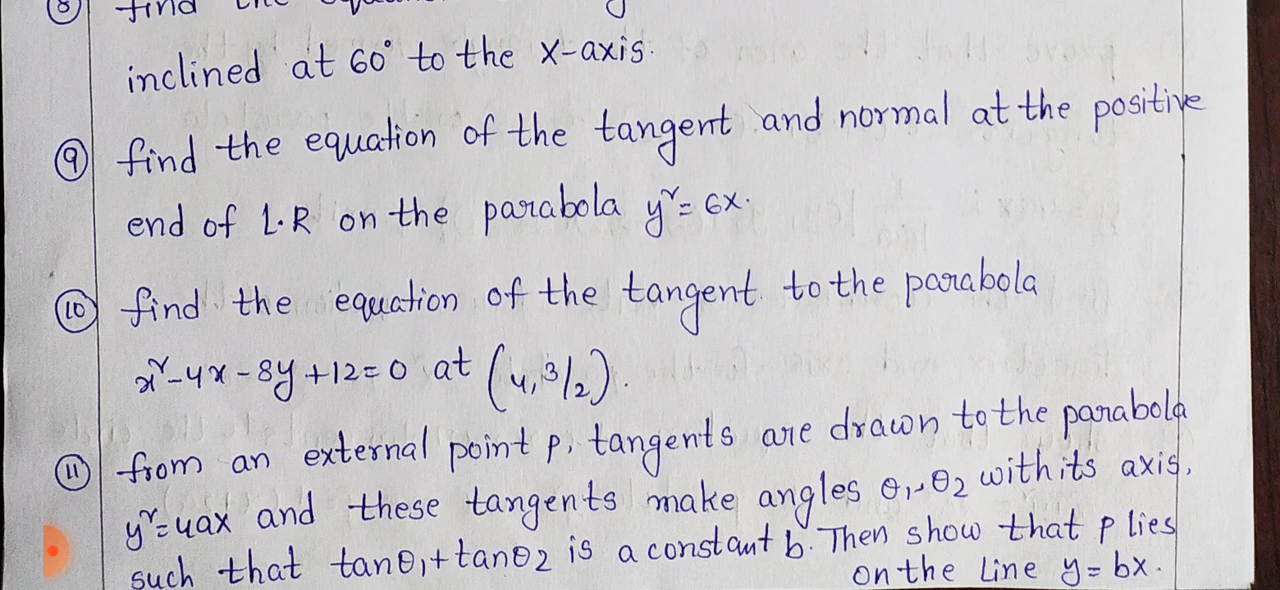 ⑧ find the equa
inclined at 60° to the x-axis.
⑨ find the equation of the tangent and normal at the positive
end of L.R on the parabola y²= 6x.
⑩ find the equation of the tangent to the parabola
x²-4x-8y+12=0 at (4,3/2).
⑪ from an external point p, tangents are drawn to the parabola
y²=4ax and these tangents make angles θ₁,θ₂ with its axis,
such that tanθ₁+tanθ₂ is a constant b. Then show that p lies
on the line y=bx.